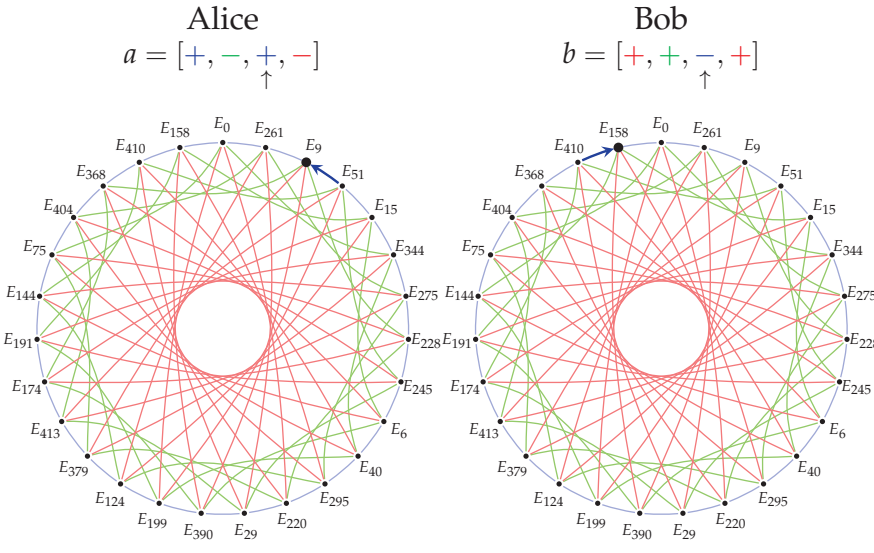 Alice
a = [+, −, +, −]
↑
E0
E261
E9
E51
E15
E344
E275
E228
E245
E6
E40
E295
E220
E29
E390
E199
E124
E379
E413
E174
E191
E144
E75
E404
E368
E410
E158
Bob
b = [+, +, −, +]
↑
E0
E261
E9
E51
E15
E344
E275
E228
E245
E6
E40
E295
E220
E29
E390
E199
E124
E379
E413
E174
E191
E144
E75
E404
E368
E410
E158